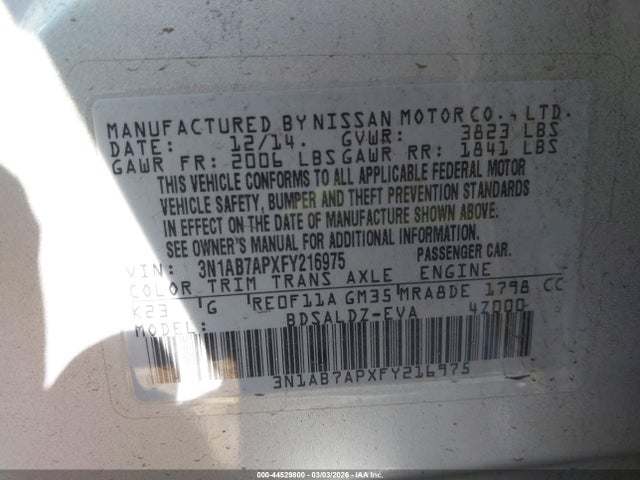 MANUFACTURED BY NISSAN MOTOR CO., LTD.
DATE: 12/14. GVWR: 3823 LBS
GAWR FR: 2006 LBS GAWR RR: 1841 LBS
THIS VEHICLE CONFORMS TO ALL APPLICABLE FEDERAL MOTOR
VEHICLE SAFETY, BUMPER AND THEFT PREVENTION STANDARDS
IN EFFECT ON THE DATE OF MANUFACTURE SHOWN ABOVE.
SEE OWNER'S MANUAL FOR ADDITIONAL INFORMATION.
VIN: 3N1AB7APXFY216975 PASSENGER CAR.
COLOR TRIM TRANS AXLE ENGINE
K23 G RE0F11A GM35 MRA8DE 1798 CC
MODEL: BDSALDZ-EVA 47000
3N1AB7APXFY216975
000-44529800 - 03/03/2026 - IAAI, Inc.